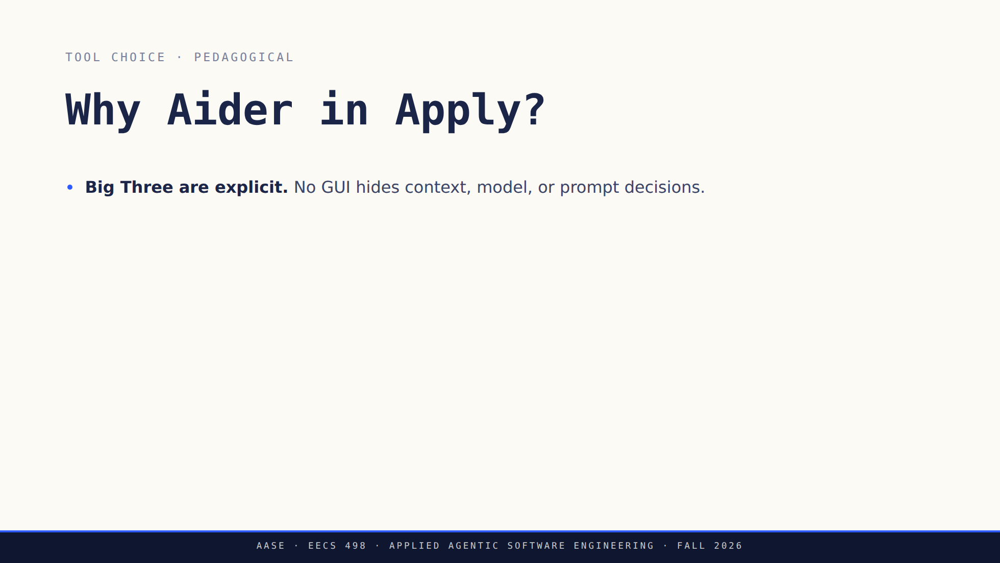 TOOL CHOICE · PEDAGOGICAL
Why Aider in Apply?
• Big Three are explicit. No GUI hides context, model, or prompt decisions.
AASE · EECS 498 · APPLIED AGENTIC SOFTWARE ENGINEERING · FALL 2026